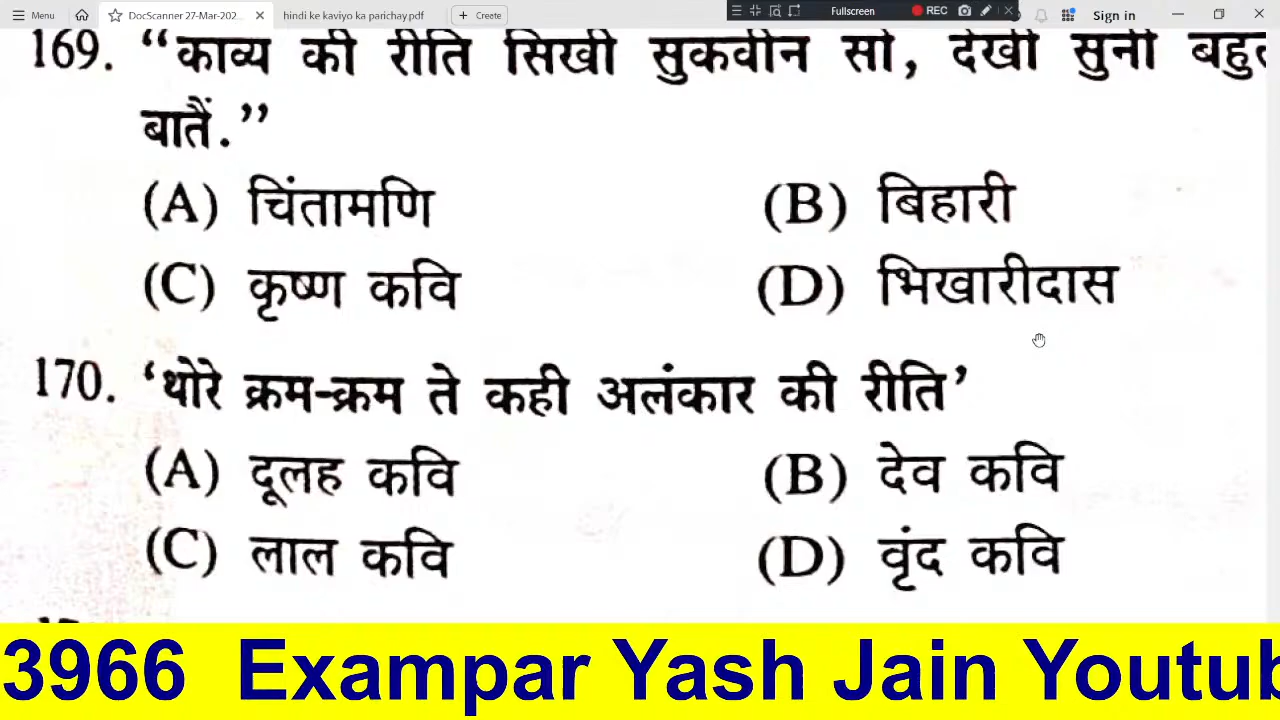 Menu DocScanner 27-Mar-202... hindi ke kaviyo ka parichay.pdf Create Fullscreen REC Sign in
169. “काव्य की रीति सिखी सुकवीन सों, देखी सुनी
बातैं.”
(A) चिंतामणि (B) बिहारी
(C) कृष्ण कवि (D) भिखारीदास
170. ‘थोरे क्रम-क्रम ते कही अलंकार की रीति’
(A) दूलह कवि (B) देव कवि
(C) लाल कवि (D) वृंद कवि
3966 Exampar Yash Jain Youtub